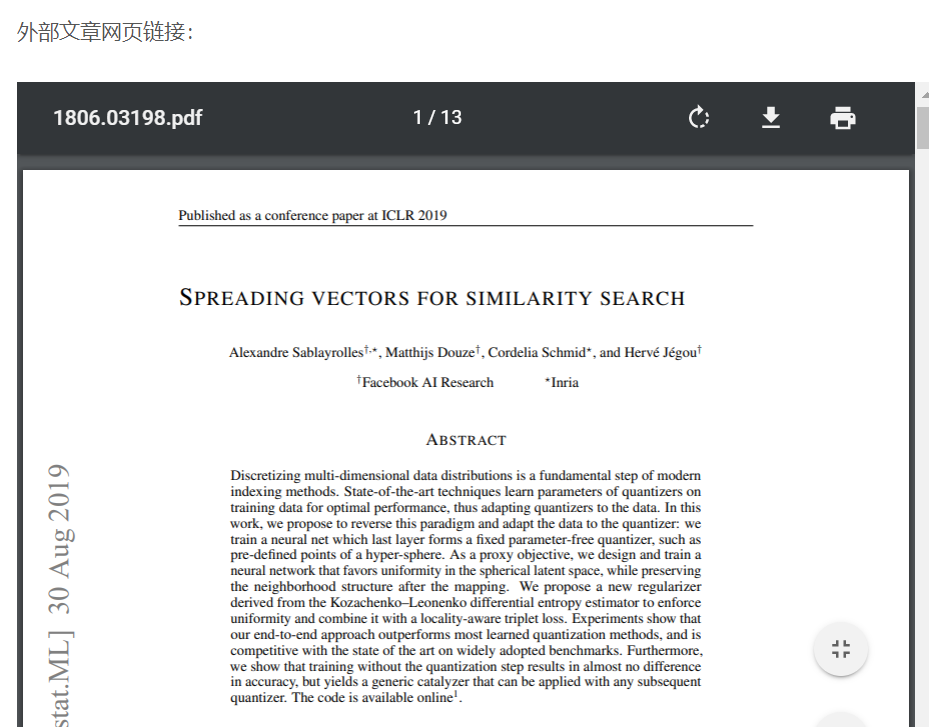 外部文章网页链接：
1806.03198.pdf
1 / 13
Published as a conference paper at ICLR 2019
SPREADING VECTORS FOR SIMILARITY SEARCH
Alexandre Sablayrolles†,⋆, Matthijs Douze†, Cordelia Schmid⋆, and Hervé Jégou†
†Facebook AI Research ⋆Inria
ABSTRACT
Discretizing multi-dimensional data distributions is a fundamental step of modern
indexing methods. State-of-the-art techniques learn parameters of quantizers on
training data for optimal performance, thus adapting quantizers to the data. In this
work, we propose to reverse this paradigm and adapt the data to the quantizer: we
train a neural net which last layer forms a fixed parameter-free quantizer, such as
pre-defined points of a hyper-sphere. As a proxy objective, we design and train a
neural network that favors uniformity in the spherical latent space, while preserving
the neighborhood structure after the mapping. We propose a new regularizer
derived from the Kozachenko–Leonenko differential entropy estimator to enforce
uniformity and combine it with a locality-aware triplet loss. Experiments show that
our end-to-end approach outperforms most learned quantization methods, and is
competitive with the state of the art on widely adopted benchmarks. Furthermore,
we show that training without the quantization step results in almost no difference
in accuracy, but yields a generic catalyzer that can be applied with any subsequent
quantizer. The code is available online1.
stat.ML] 30 Aug 2019